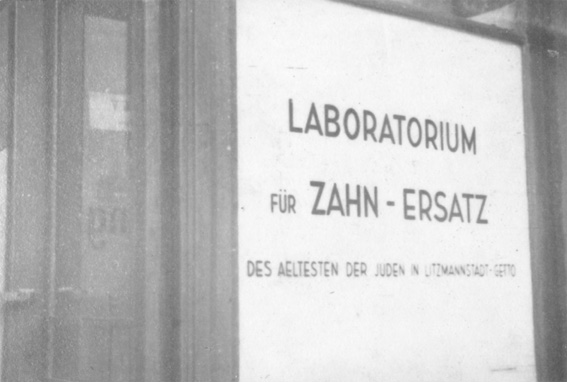 LABORATORIUM
FÜR ZAHN-ERSATZ
DES AELTESTEN DER JUDEN IN LITZMANNSTADT-GETTO